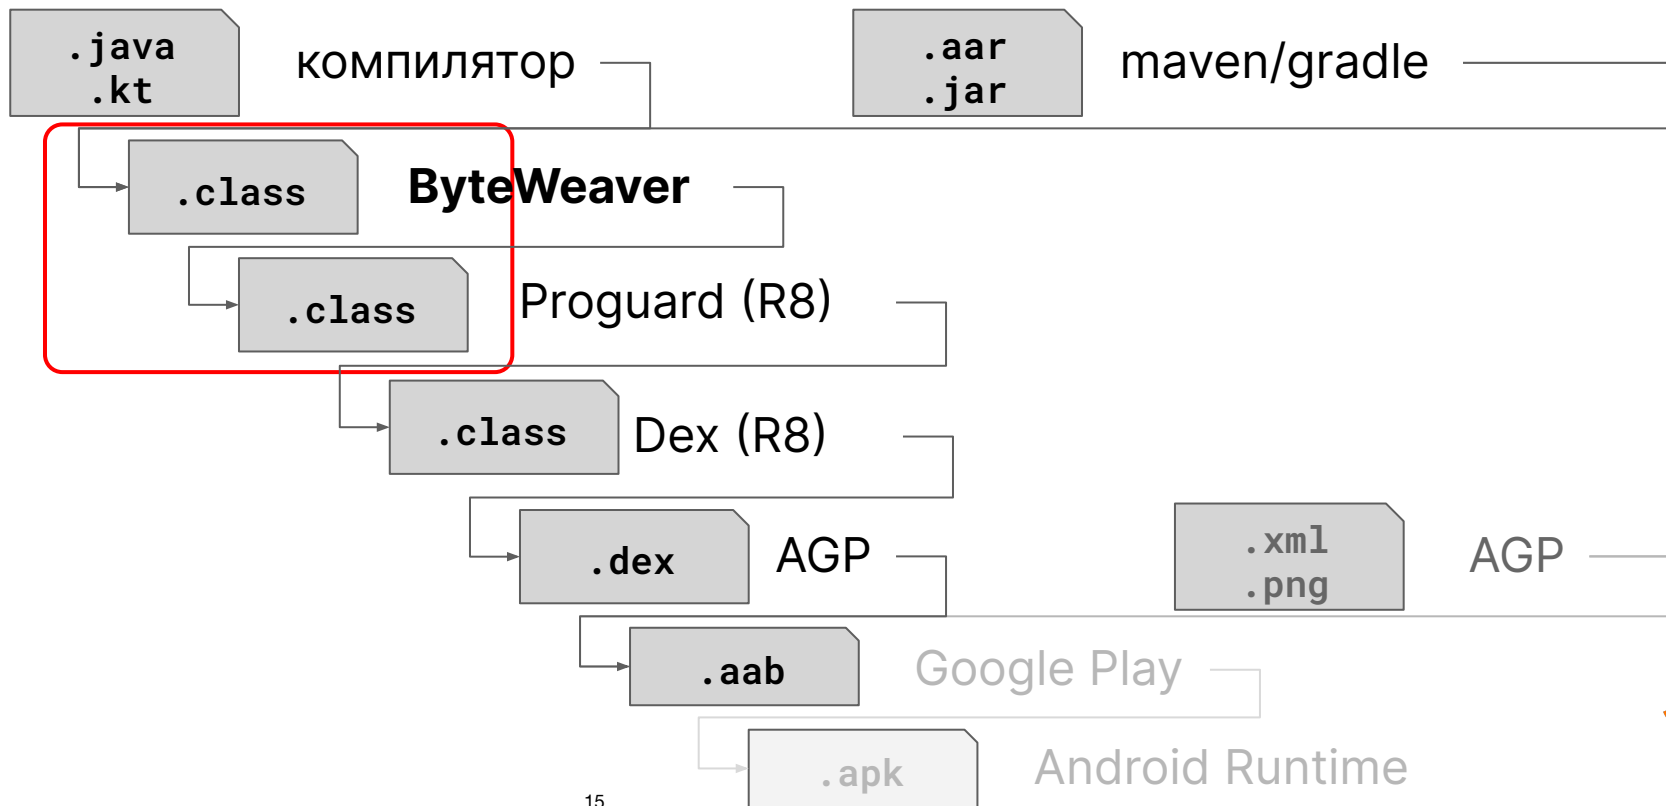 .java
.kt
компилятор
.aar
.jar
maven/gradle
.class
ByteWeaver
.class
Proguard (R8)
.class
Dex (R8)
.dex
AGP
.xml
.png
AGP
.aab
Google Play
.apk
Android Runtime
15